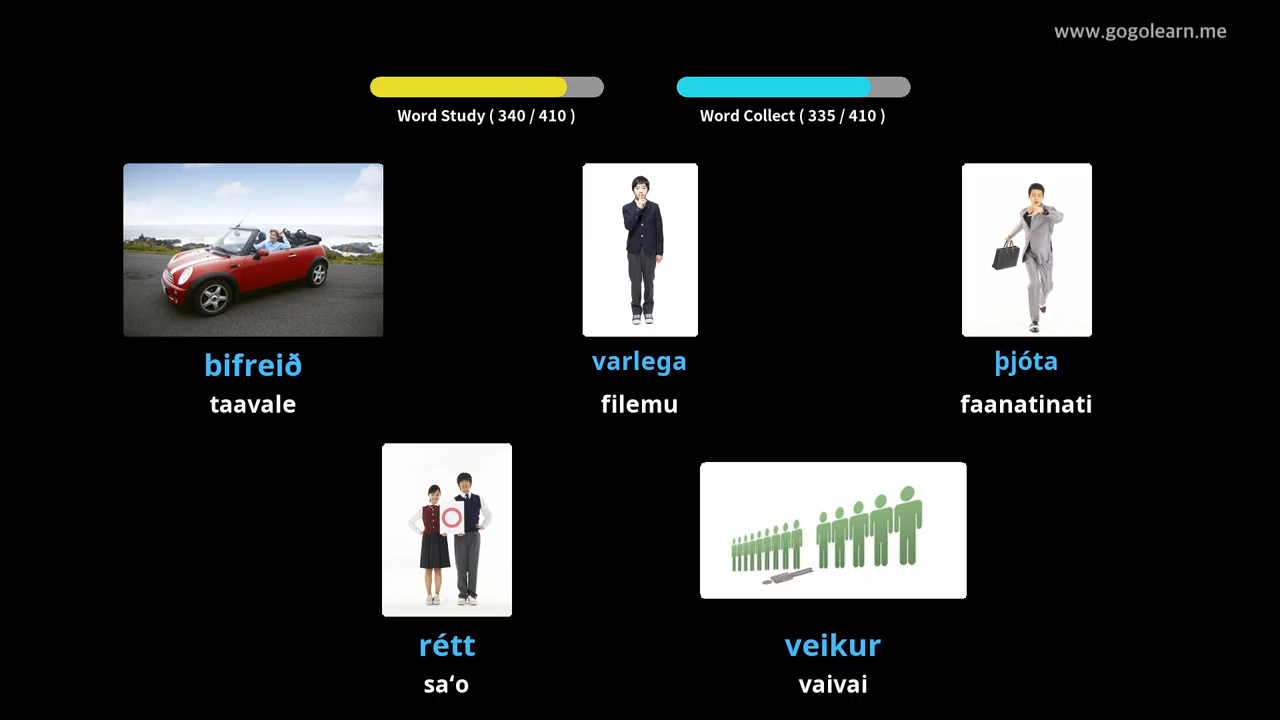 www.gogolearn.me
Word Study ( 340 / 410 )
Word Collect ( 335 / 410 )
bifreið
taavale
varlega
filemu
þjóta
faanatinati
rétt
saʻo
veikur
vaivai